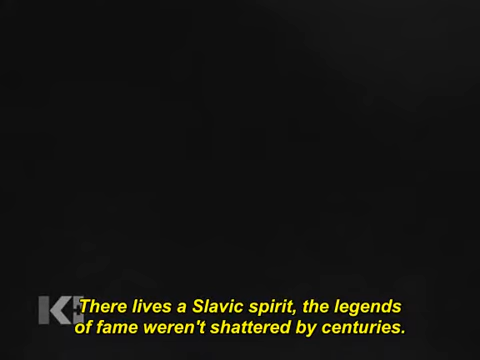 There lives a Slavic spirit, the legends
of fame weren't shattered by centuries.